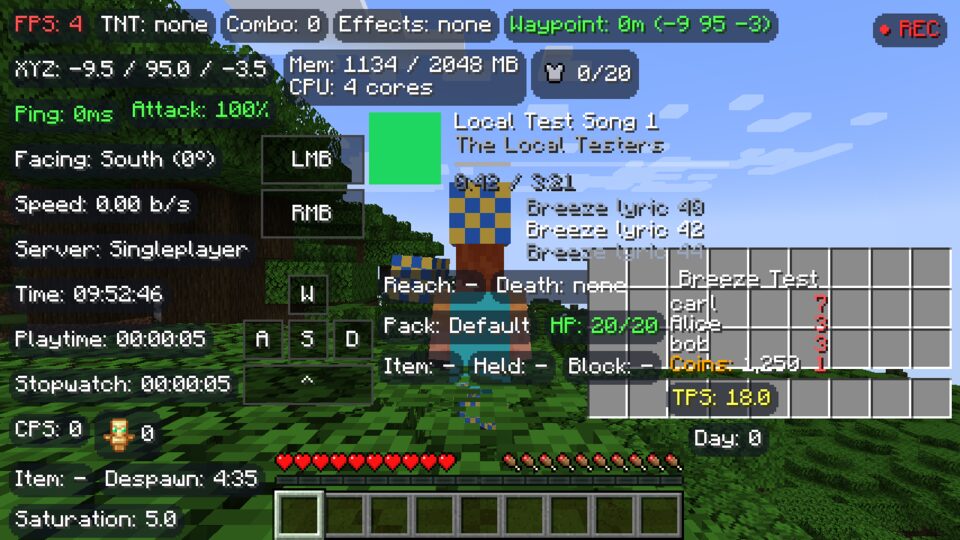 FPS: 4 TNT: none Combo: 0 Effects: none Waypoint: 0m (-9 95 -3)
REC
XYZ: -9.5 / 95.0 / -3.5
Mem: 1134 / 2048 MB
CPU: 4 cores
0/20
Ping: 0ms Attack: 100%
Local Test Song 1
The Local Testers
0:42 / 3:21
Facing: South (0°)
LMB
RMB
Speed: 0.00 b/s
Breeze lyric 40
Breeze lyric 42
Breeze lyric 44
Server: Singleplayer
Breeze Test
Reach: - Death: none
Time: 09:52:46
W
carl 7
Alice 3
bob 3
Coins: 1,250 1
Pack: Default HP: 20/20
Playtime: 00:00:05
A S D
Item: - Held: - Block: -
Stopwatch: 00:00:05
^
TPS: 18.0
CPS: 0
0
Day: 0
Item: - Despawn: 4:35
Saturation: 5.0